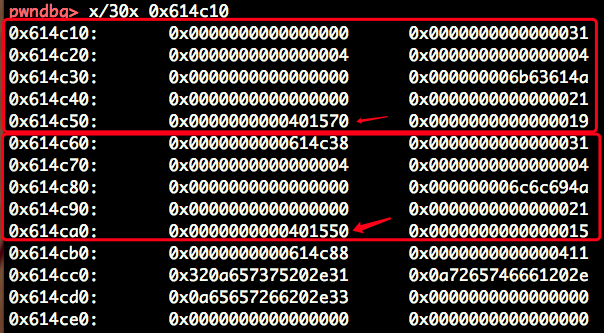 pwndbg> x/30x 0x614c10
0x614c10: 0x0000000000000000 0x0000000000000031
0x614c20: 0x0000000000000004 0x0000000000000004
0x614c30: 0x0000000000000000 0x000000006b63614a
0x614c40: 0x0000000000000000 0x0000000000000021
0x614c50: 0x0000000000401570 0x0000000000000019
0x614c60: 0x0000000000614c38 0x0000000000000031
0x614c70: 0x0000000000000004 0x0000000000000004
0x614c80: 0x0000000000000000 0x000000006c6c694a
0x614c90: 0x0000000000000000 0x0000000000000021
0x614ca0: 0x0000000000401550 0x0000000000000015
0x614cb0: 0x0000000000614c88 0x0000000000000411
0x614cc0: 0x320a657375202e31 0x0a7265746661202e
0x614cd0: 0x0a65657266202e33 0x0000000000000000
0x614ce0: 0x0000000000000000 0x0000000000000000